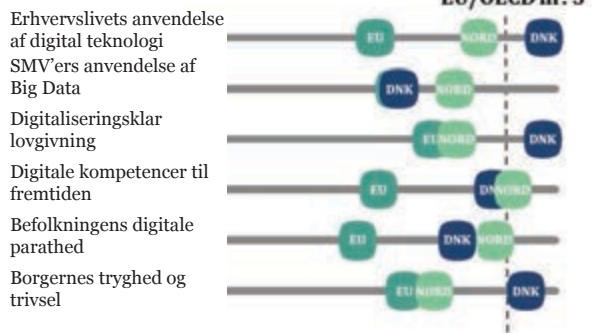 EU/OECD nr. 3
Erhvervslivets anvendelse
af digital teknologi
EU NORD DNK
SMV'ers anvendelse af
Big Data
DNK NORD
Digitaliseringsklar
lovgivning
EU NORD DNK
Digitale kompetencer til
fremtiden
EU DN NORD
Befolkningens digitale
parathed
EU DNK NORD
Borgernes tryghed og
trivsel
EU NORD DNK